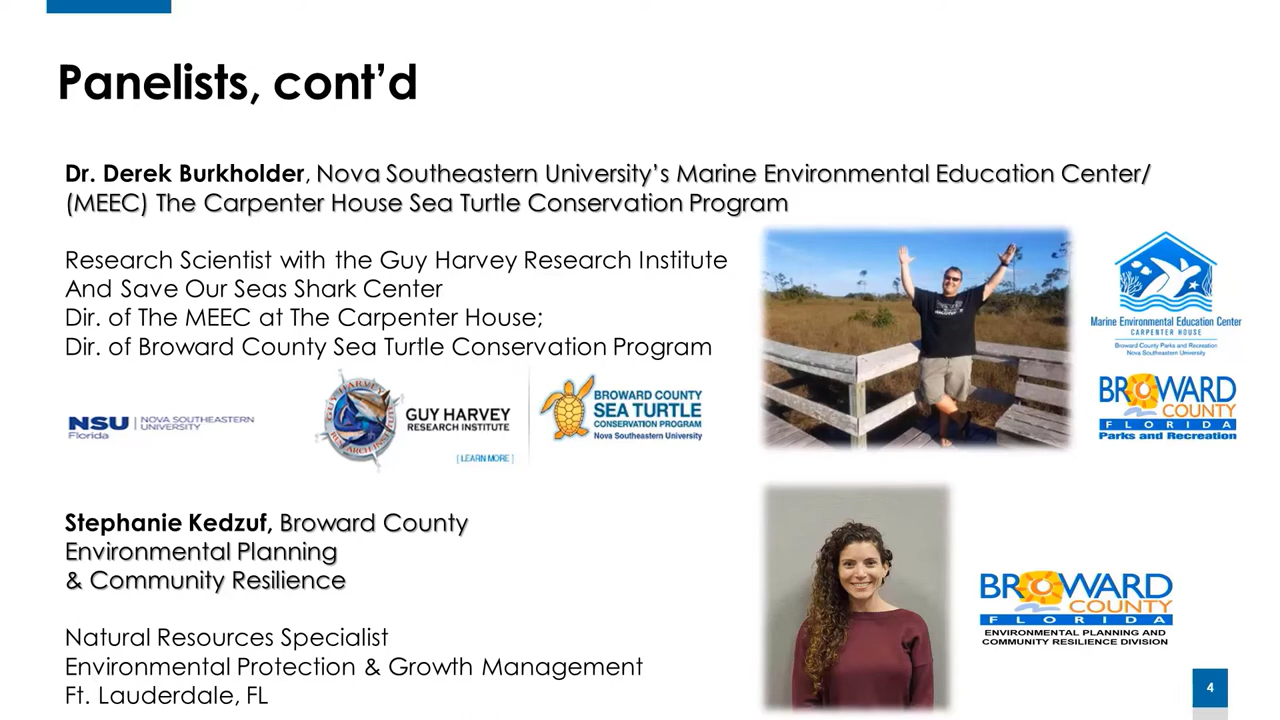 Panelists, cont’d
Dr. Derek Burkholder, Nova Southeastern University’s Marine Environmental Education Center/
(MEEC) The Carpenter House Sea Turtle Conservation Program
Research Scientist with the Guy Harvey Research Institute
And Save Our Seas Shark Center
Dir. of The MEEC at The Carpenter House;
Dir. of Broward County Sea Turtle Conservation Program
NSU
Florida
NOVA SOUTHEASTERN
UNIVERSITY
GUY HARVEY
RESEARCH INSTITUTE
GUY HARVEY
RESEARCH INSTITUTE
[ LEARN MORE ]
BROWARD COUNTY
SEA TURTLE
CONSERVATION PROGRAM
Nova Southeastern University
Marine Environmental Education Center
CARPENTER HOUSE
Broward County Parks and Recreation
Nova Southeastern University
BROWARD
COUNTY
FLORIDA
Parks and Recreation
Stephanie Kedzuf, Broward County
Environmental Planning
& Community Resilience
Natural Resources Specialist
Environmental Protection & Growth Management
Ft. Lauderdale, FL
BROWARD
COUNTY
FLORIDA
ENVIRONMENTAL PLANNING AND
COMMUNITY RESILIENCE DIVISION
4